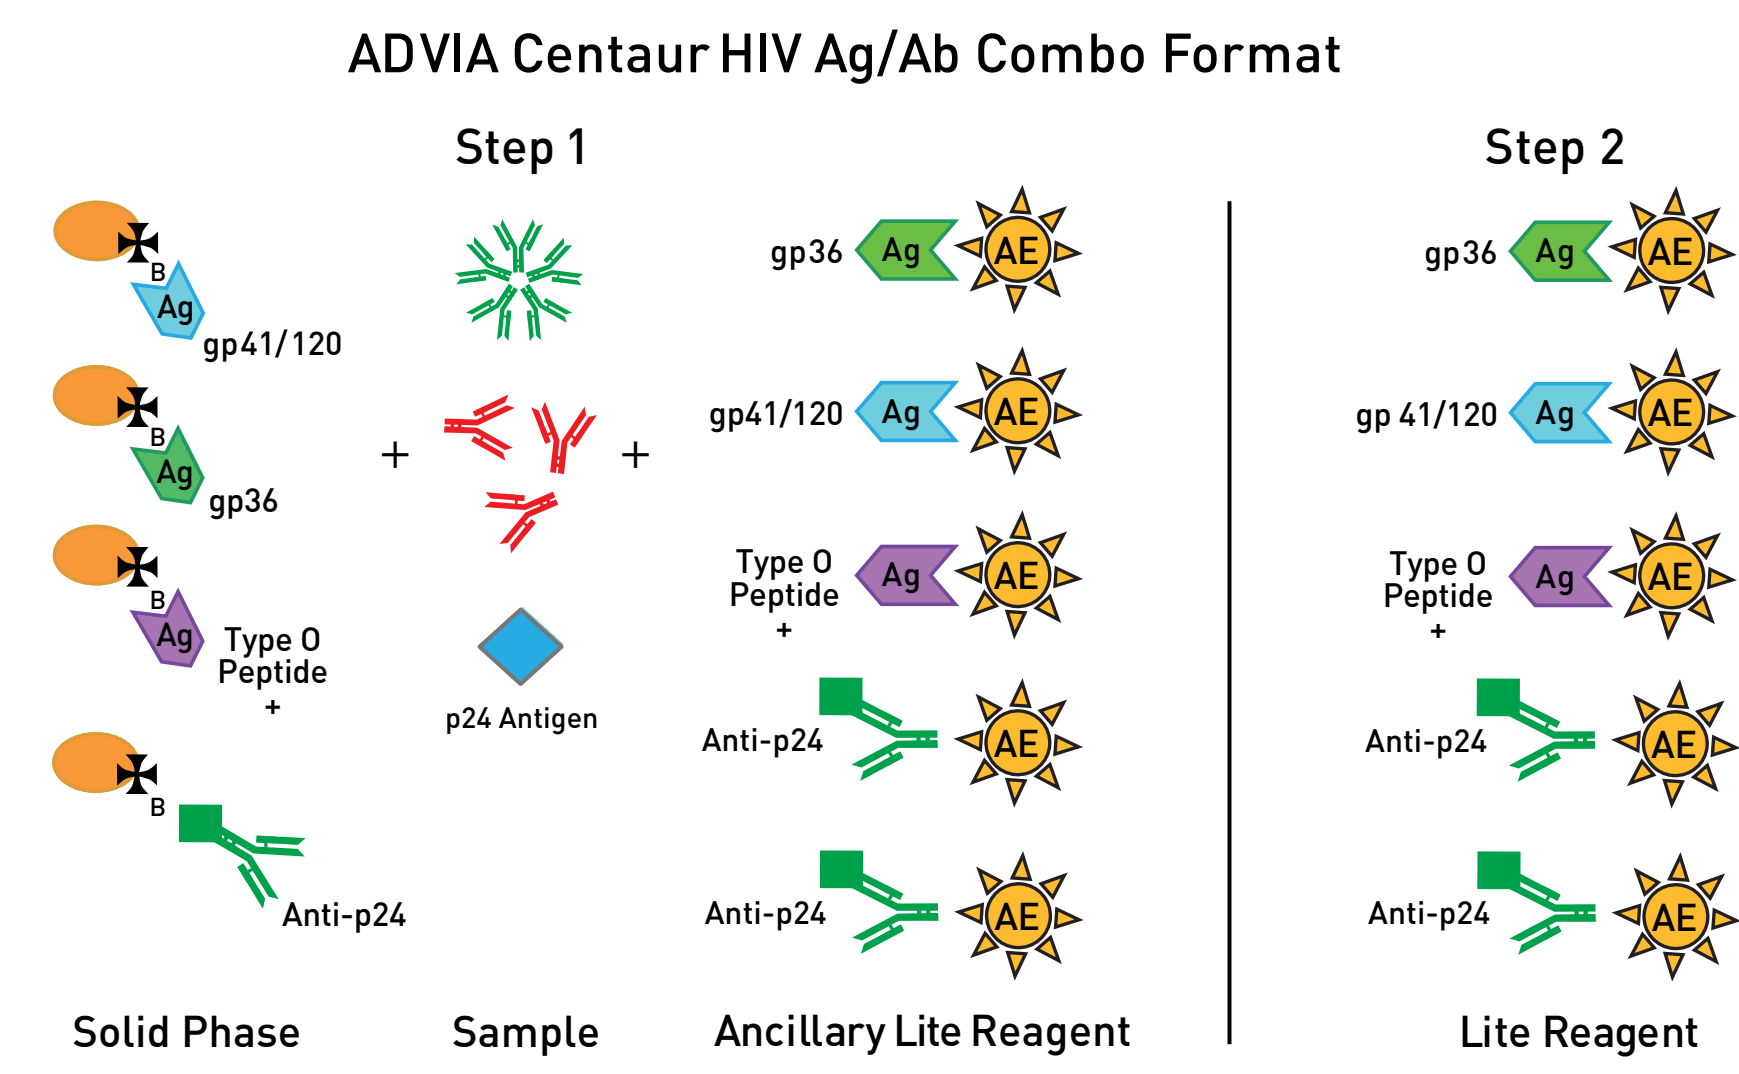 ADVIA Centaur HIV Ag/Ab Combo Format
Step 1
B
Ag
gp41/120
B
Ag
gp36
B
Ag
Type O
Peptide
+
B
Anti-p24
Solid Phase
+
p24 Antigen
Sample
+
gp36
Ag
AE
gp41/120
Ag
AE
Type O
Peptide
+
Ag
AE
Anti-p24
AE
Anti-p24
AE
Ancillary Lite Reagent
Step 2
gp36
Ag
AE
gp 41/120
Ag
AE
Type O
Peptide
+
Ag
AE
Anti-p24
AE
Anti-p24
AE
Lite Reagent